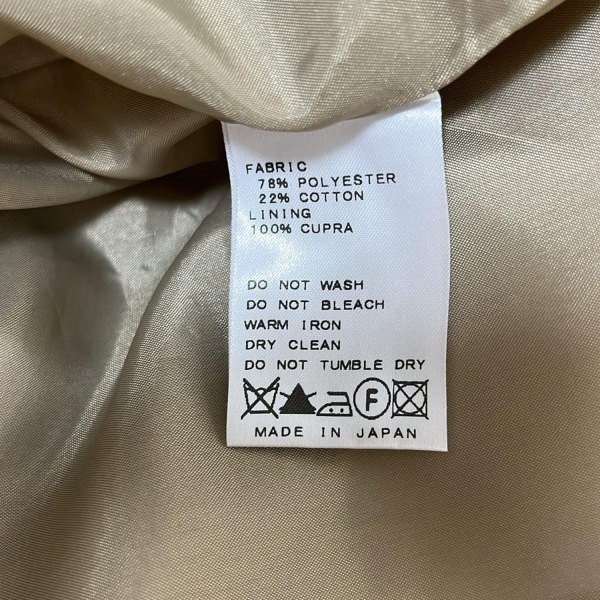 FABRIC
78% POLYESTER
22% COTTON
LINING
100% CUPRA
DO NOT WASH
DO NOT BLEACH
WARM IRON
DRY CLEAN
DO NOT TUMBLE DRY
F
MADE IN JAPAN